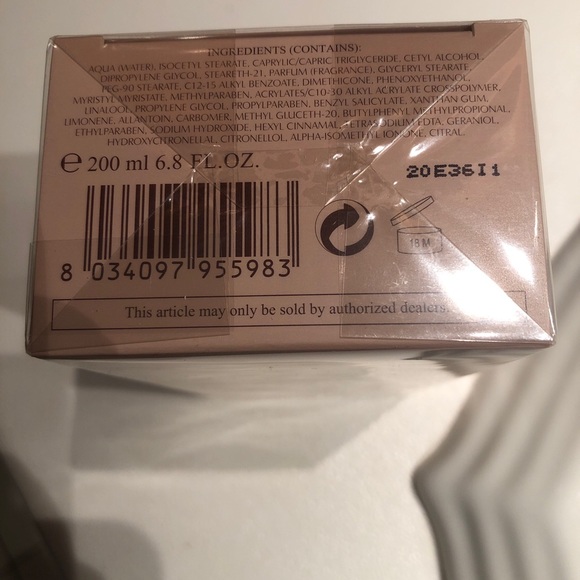 INGREDIENTS (CONTAINS):
AQUA (WATER), ISOCETYL STEARATE, CAPRYLIC/CAPRIC TRIGLYCERIDE, CETYL ALCOHOL,
DIPROPYLENE GLYCOL, STEARETH-21, PARFUM (FRAGRANCE), GLYCERYL STEARATE,
PEG-90 STEARATE, C12-15 ALKYL BENZOATE, DIMETHICONE, PHENOXYETHANOL,
MYRISTYL MYRISTATE, METHYLPARABEN, ACRYLATES/C10-30 ALKYL ACRYLATE CROSSPOLYMER,
LINALOOL, PROPYLENE GLYCOL, PROPYLPARABEN, BENZYL SALICYLATE, XANTHAN GUM,
LIMONENE, ALLANTOIN, CARBOMER, METHYL GLUCETH-20, BUTYLPHENYL METHYLPROPIONAL,
ETHYLPARABEN, SODIUM HYDROXIDE, HEXYL CINNAMAL, TETRASODIUM EDTA, GERANIOL,
HYDROXYCITRONELLAL, CITRONELLOL, ALPHA-ISOMETHYL IONONE, CITRAL.
℮ 200 ml 6.8 FL.OZ.
20E36I1
18 M
8 034097 955983
This article may only be sold by authorized dealers.